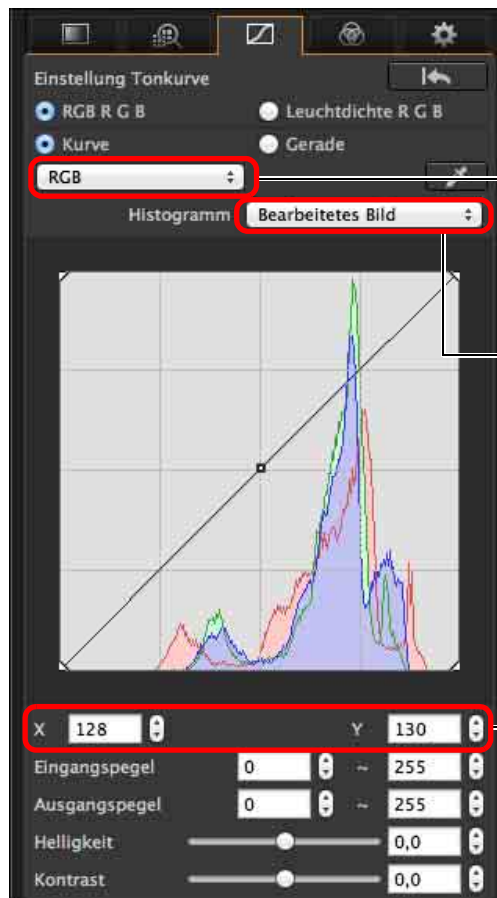 Einstellung Tonkurve
RGB R G B Leuchtdichte R G B
Kurve Gerade
RGB
Histogramm Bearbeitetes Bild
X 128 Y 130
Eingangspegel 0 ~ 255
Ausgangspegel 0 ~ 255
Helligkeit 0,0
Kontrast 0,0